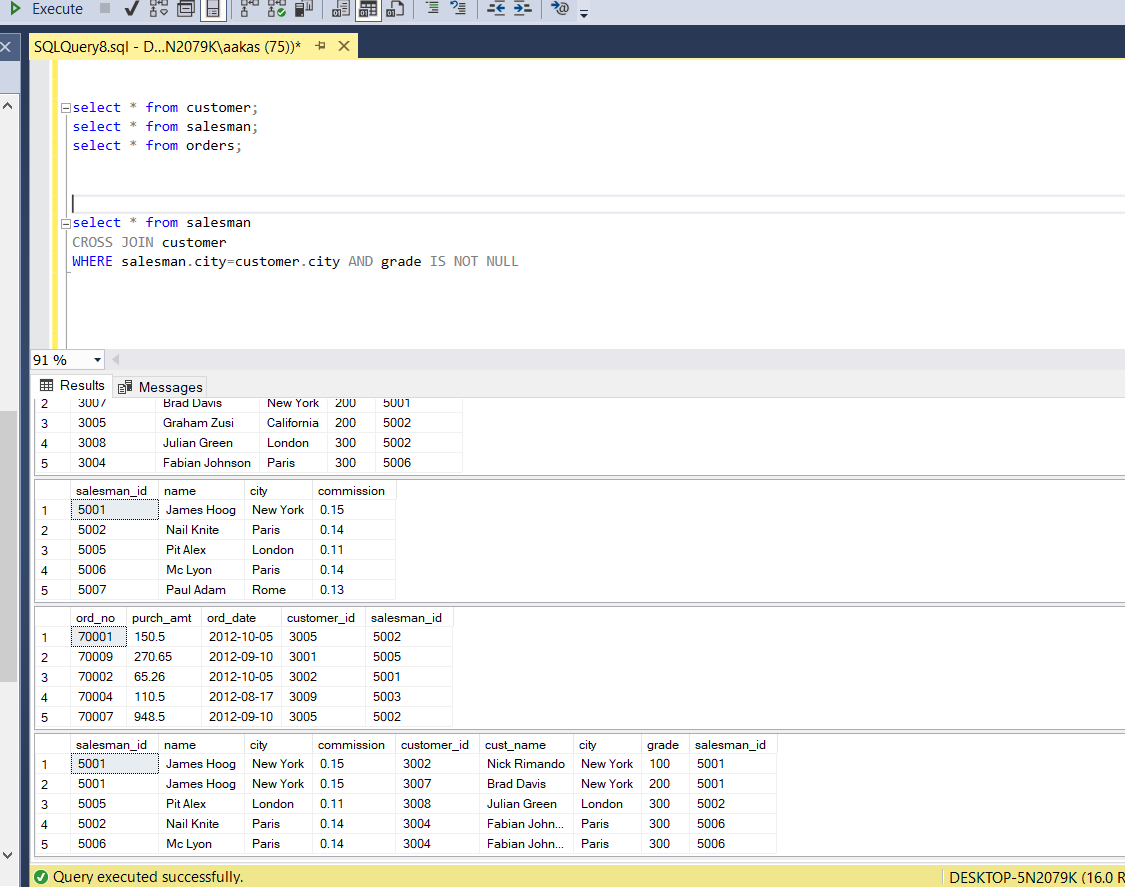 Execute
SQLQuery8.sql - D...N2079K\aakas (75))*
select * from customer;
select * from salesman;
select * from orders;
select * from salesman
CROSS JOIN customer
WHERE salesman.city=customer.city AND grade IS NOT NULL
91 %
Results Messages
2 3007 Brad Davis New York 200 5001
3 3005 Graham Zusi California 200 5002
4 3008 Julian Green London 300 5002
5 3004 Fabian Johnson Paris 300 5006
salesman_id name city commission
1 5001 James Hoog New York 0.15
2 5002 Nail Knite Paris 0.14
3 5005 Pit Alex London 0.11
4 5006 Mc Lyon Paris 0.14
5 5007 Paul Adam Rome 0.13
ord_no purch_amt ord_date customer_id salesman_id
1 70001 150.5 2012-10-05 3005 5002
2 70009 270.65 2012-09-10 3001 5005
3 70002 65.26 2012-10-05 3002 5001
4 70004 110.5 2012-08-17 3009 5003
5 70007 948.5 2012-09-10 3005 5002
salesman_id name city commission customer_id cust_name city grade salesman_id
1 5001 James Hoog New York 0.15 3002 Nick Rimando New York 100 5001
2 5001 James Hoog New York 0.15 3007 Brad Davis New York 200 5001
3 5005 Pit Alex London 0.11 3008 Julian Green London 300 5002
4 5002 Nail Knite Paris 0.14 3004 Fabian John... Paris 300 5006
5 5006 Mc Lyon Paris 0.14 3004 Fabian John... Paris 300 5006
Query executed successfully. DESKTOP-5N2079K (16.0 R